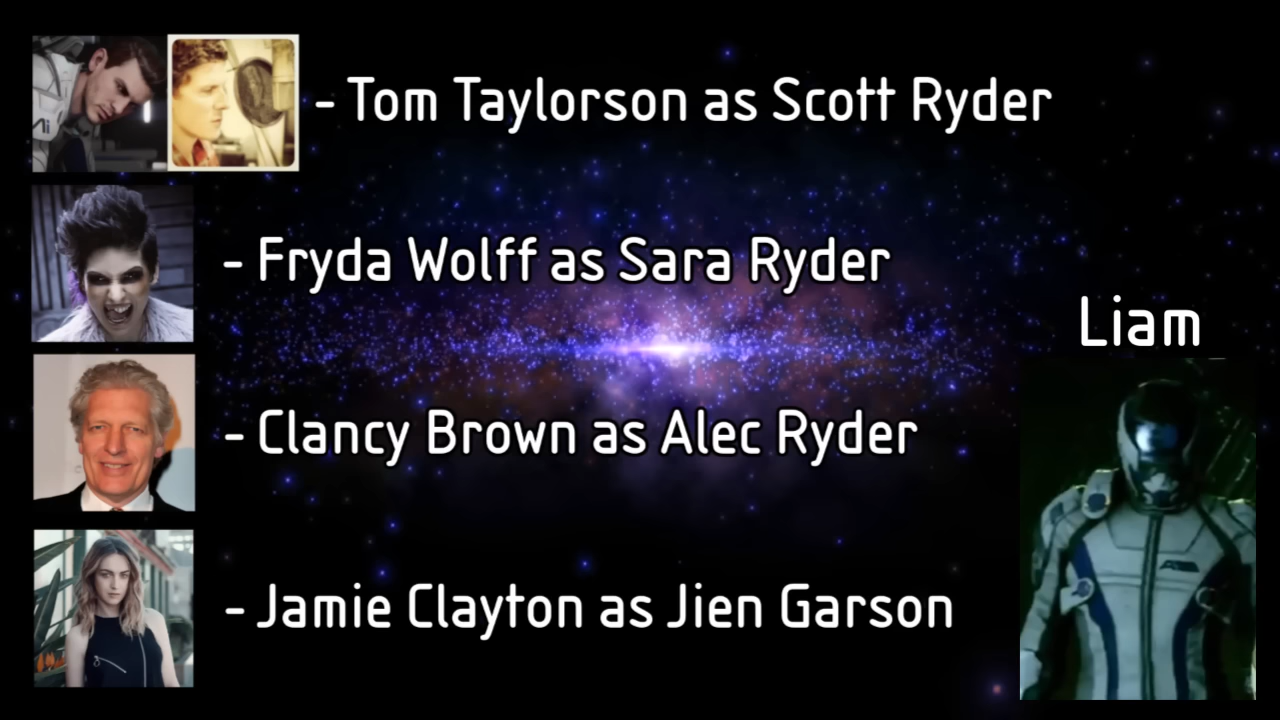 - Tom Taylorson as Scott Ryder
- Fryda Wolff as Sara Ryder
Liam
- Clancy Brown as Alec Ryder
- Jamie Clayton as Jien Garson